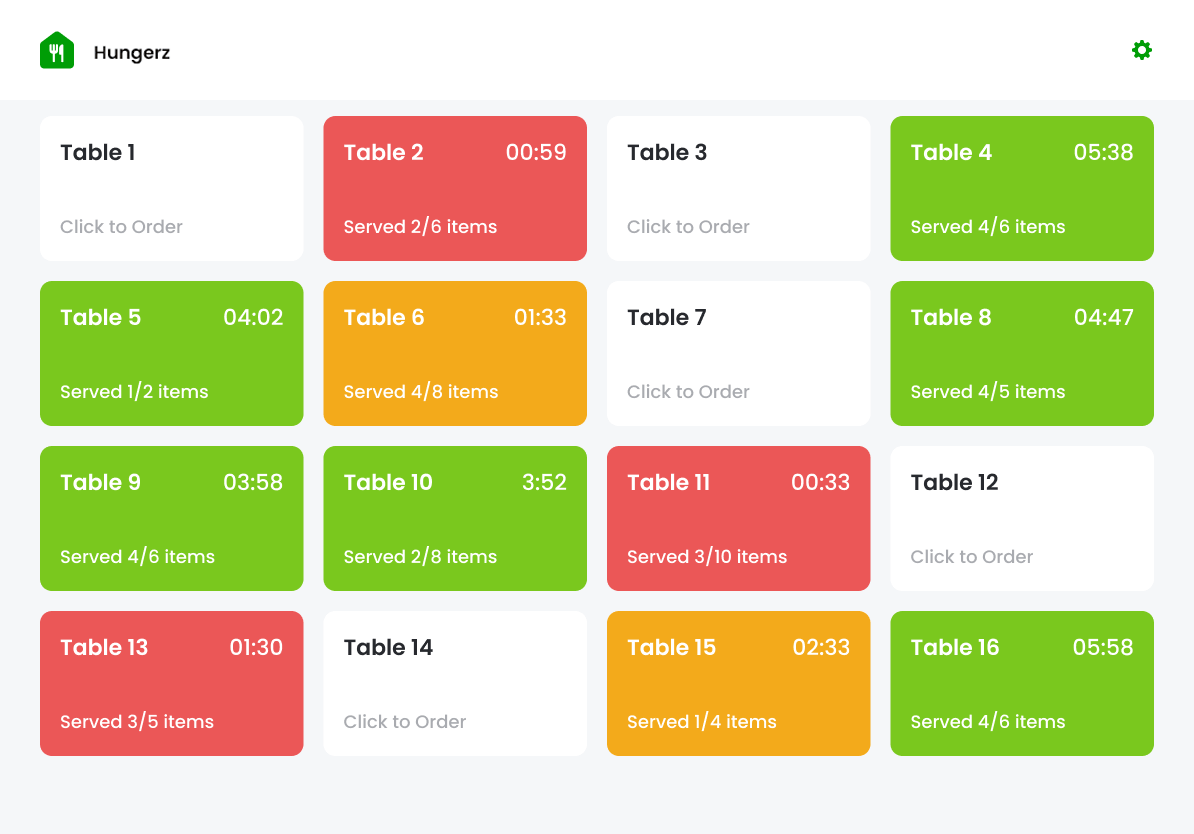 Hungerz
Table 1
Click to Order
Table 2 00:59
Served 2/6 items
Table 3
Click to Order
Table 4 05:38
Served 4/6 items
Table 5 04:02
Served 1/2 items
Table 6 01:33
Served 4/8 items
Table 7
Click to Order
Table 8 04:47
Served 4/5 items
Table 9 03:58
Served 4/6 items
Table 10 3:52
Served 2/8 items
Table 11 00:33
Served 3/10 items
Table 12
Click to Order
Table 13 01:30
Served 3/5 items
Table 14
Click to Order
Table 15 02:33
Served 1/4 items
Table 16 05:58
Served 4/6 items